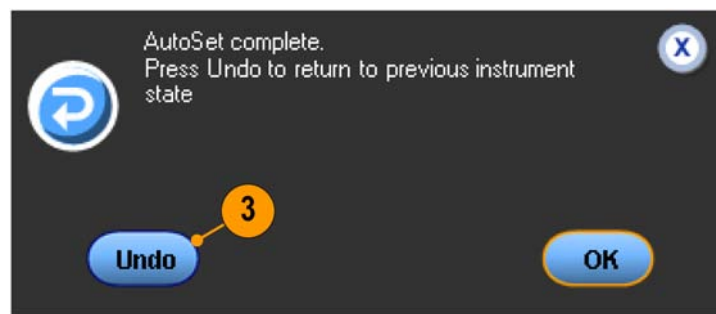 AutoSet complete.
X
Press Undo to return to previous instrument
state
3
Undo
OK